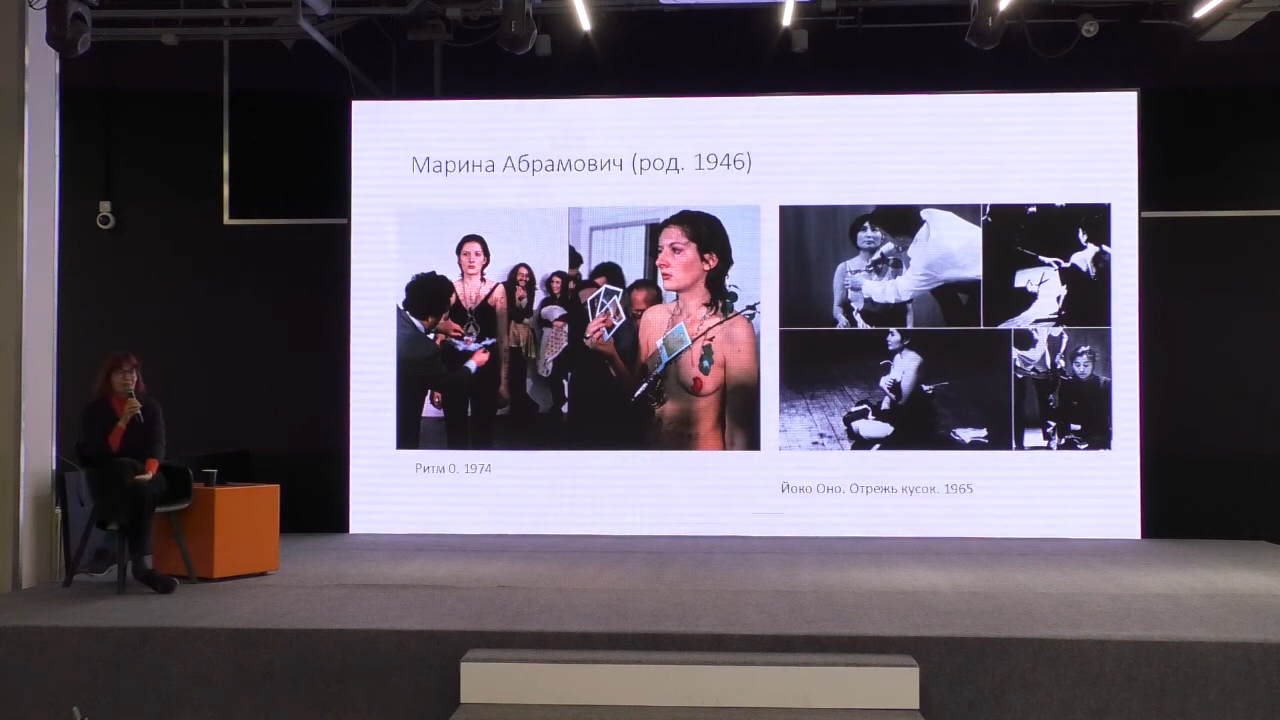 Марина Абрамович (род. 1946)
Ритм 0. 1974
Йоко Оно. Отрежь кусок. 1965